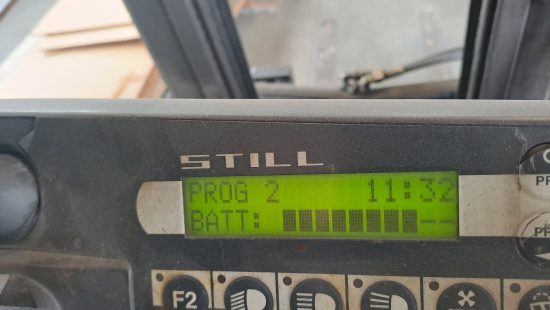 STILL
PROG 2 11:32
BATT: ▮▮▮▮▮▮▮▮--
F2